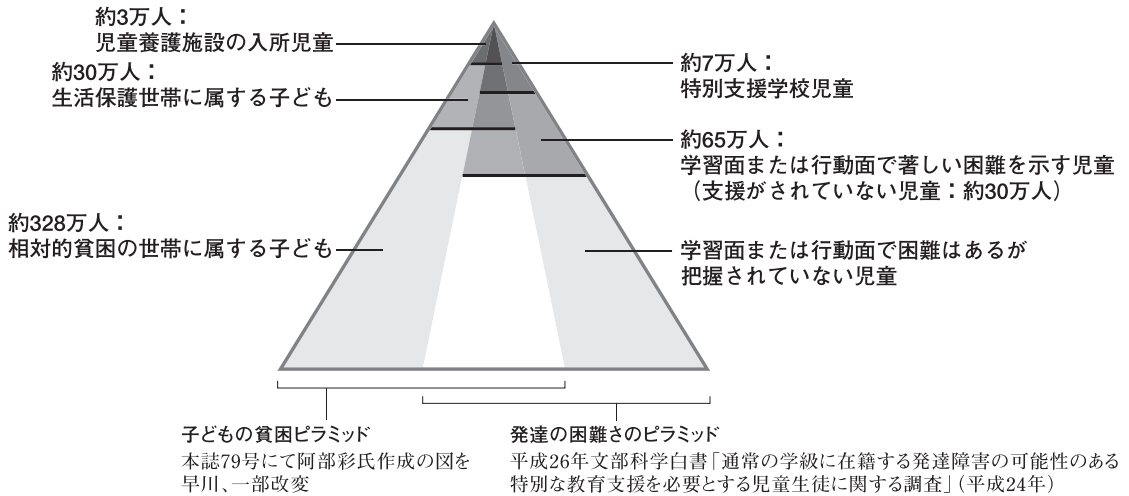 約3万人：
児童養護施設の入所児童
約30万人：
生活保護世帯に属する子ども
約328万人：
相対的貧困の世帯に属する子ども
約7万人：
特別支援学校児童
約65万人：
学習面または行動面で著しい困難を示す児童
（支援がされていない児童：約30万人）
学習面または行動面で困難はあるが
把握されていない児童
子どもの貧困ピラミッド
本誌79号にて阿部彩氏作成の図を
早川、一部改変
発達の困難さのピラミッド
平成26年文部科学白書「通常の学級に在籍する発達障害の可能性のある
特別な教育支援を必要とする児童生徒に関する調査」（平成24年）